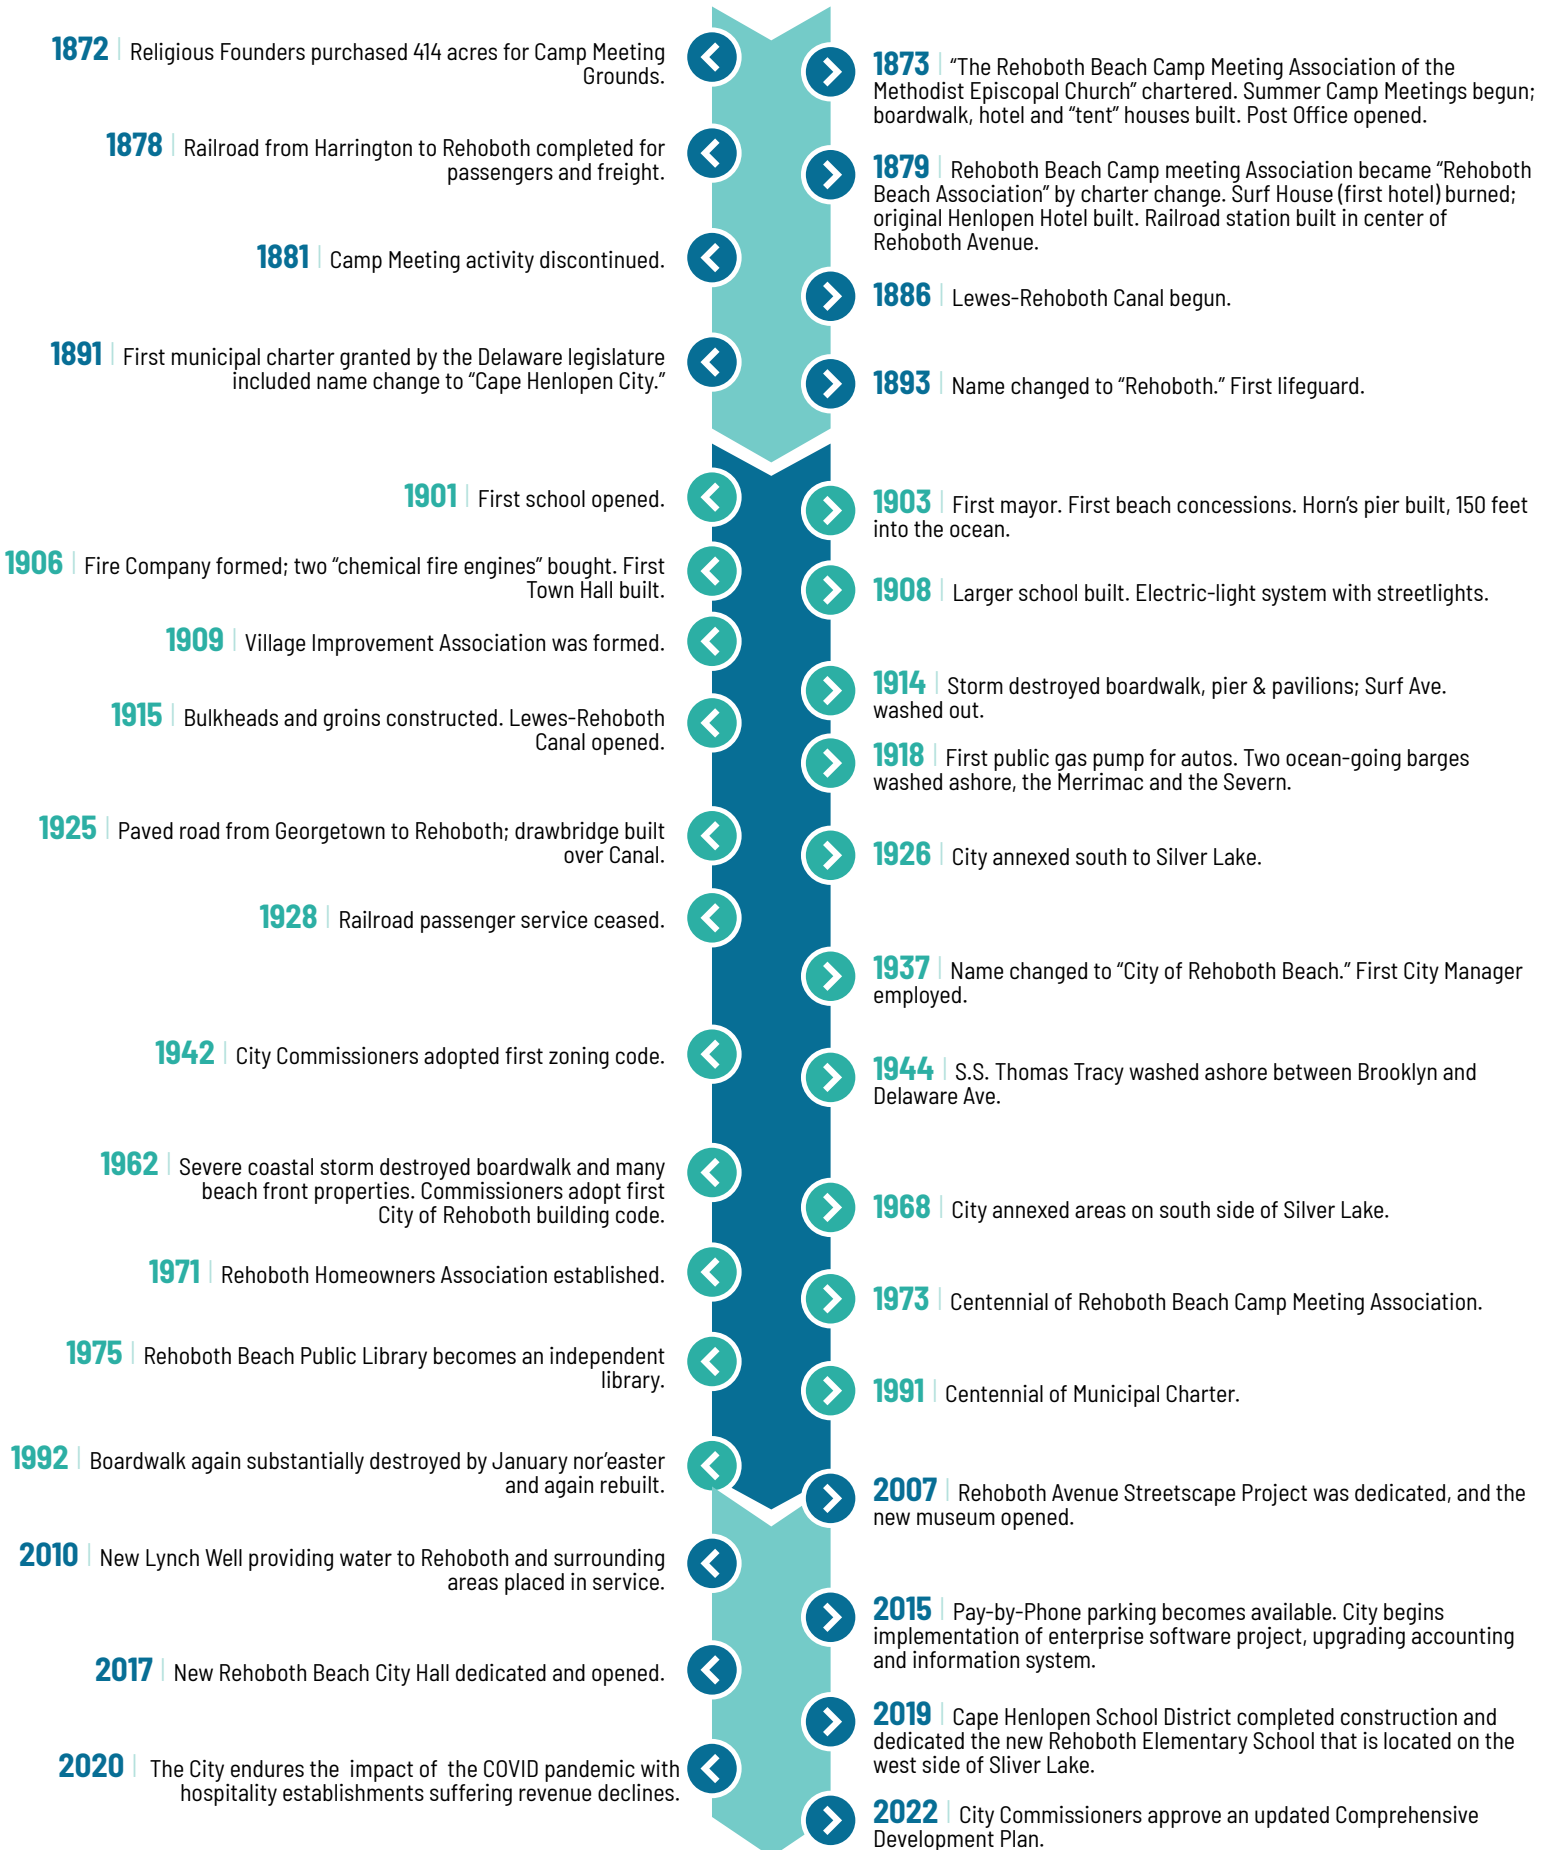 1872 | Religious Founders purchased 414 acres for Camp Meeting
Grounds.
1873 | “The Rehoboth Beach Camp Meeting Association of the
Methodist Episcopal Church” chartered. Summer Camp Meetings begun;
boardwalk, hotel and “tent” houses built. Post Office opened.
1878 | Railroad from Harrington to Rehoboth completed for
passengers and freight.
1879 | Rehoboth Beach Camp meeting Association became “Rehoboth
Beach Association” by charter change. Surf House (first hotel) burned;
original Henlopen Hotel built. Railroad station built in center of
Rehoboth Avenue.
1881 | Camp Meeting activity discontinued.
1886 | Lewes-Rehoboth Canal begun.
1891 | First municipal charter granted by the Delaware legislature
included name change to “Cape Henlopen City.”
1893 | Name changed to “Rehoboth.” First lifeguard.
1901 | First school opened.
1903 | First mayor. First beach concessions. Horn’s pier built, 150 feet
into the ocean.
1906 | Fire Company formed; two “chemical fire engines” bought. First
Town Hall built.
1908 | Larger school built. Electric-light system with streetlights.
1909 | Village Improvement Association was formed.
1914 | Storm destroyed boardwalk, pier & pavilions; Surf Ave.
washed out.
1915 | Bulkheads and groins constructed. Lewes-Rehoboth
Canal opened.
1918 | First public gas pump for autos. Two ocean-going barges
washed ashore, the Merrimac and the Severn.
1925 | Paved road from Georgetown to Rehoboth; drawbridge built
over Canal.
1926 | City annexed south to Silver Lake.
1928 | Railroad passenger service ceased.
1937 | Name changed to “City of Rehoboth Beach.” First City Manager
employed.
1942 | City Commissioners adopted first zoning code.
1944 | S.S. Thomas Tracy washed ashore between Brooklyn and
Delaware Ave.
1962 | Severe coastal storm destroyed boardwalk and many
beach front properties. Commissioners adopt first
City of Rehoboth building code.
1968 | City annexed areas on south side of Silver Lake.
1971 | Rehoboth Homeowners Association established.
1973 | Centennial of Rehoboth Beach Camp Meeting Association.
1975 | Rehoboth Beach Public Library becomes an independent
library.
1991 | Centennial of Municipal Charter.
1992 | Boardwalk again substantially destroyed by January nor’easter
and again rebuilt.
2007 | Rehoboth Avenue Streetscape Project was dedicated, and the
new museum opened.
2010 | New Lynch Well providing water to Rehoboth and surrounding
areas placed in service.
2015 | Pay-by-Phone parking becomes available. City begins
implementation of enterprise software project, upgrading accounting
and information system.
2017 | New Rehoboth Beach City Hall dedicated and opened.
2019 | Cape Henlopen School District completed construction and
dedicated the new Rehoboth Elementary School that is located on the
west side of Sliver Lake.
2020 | The City endures the impact of the COVID pandemic with
hospitality establishments suffering revenue declines.
2022 | City Commissioners approve an updated Comprehensive
Development Plan.